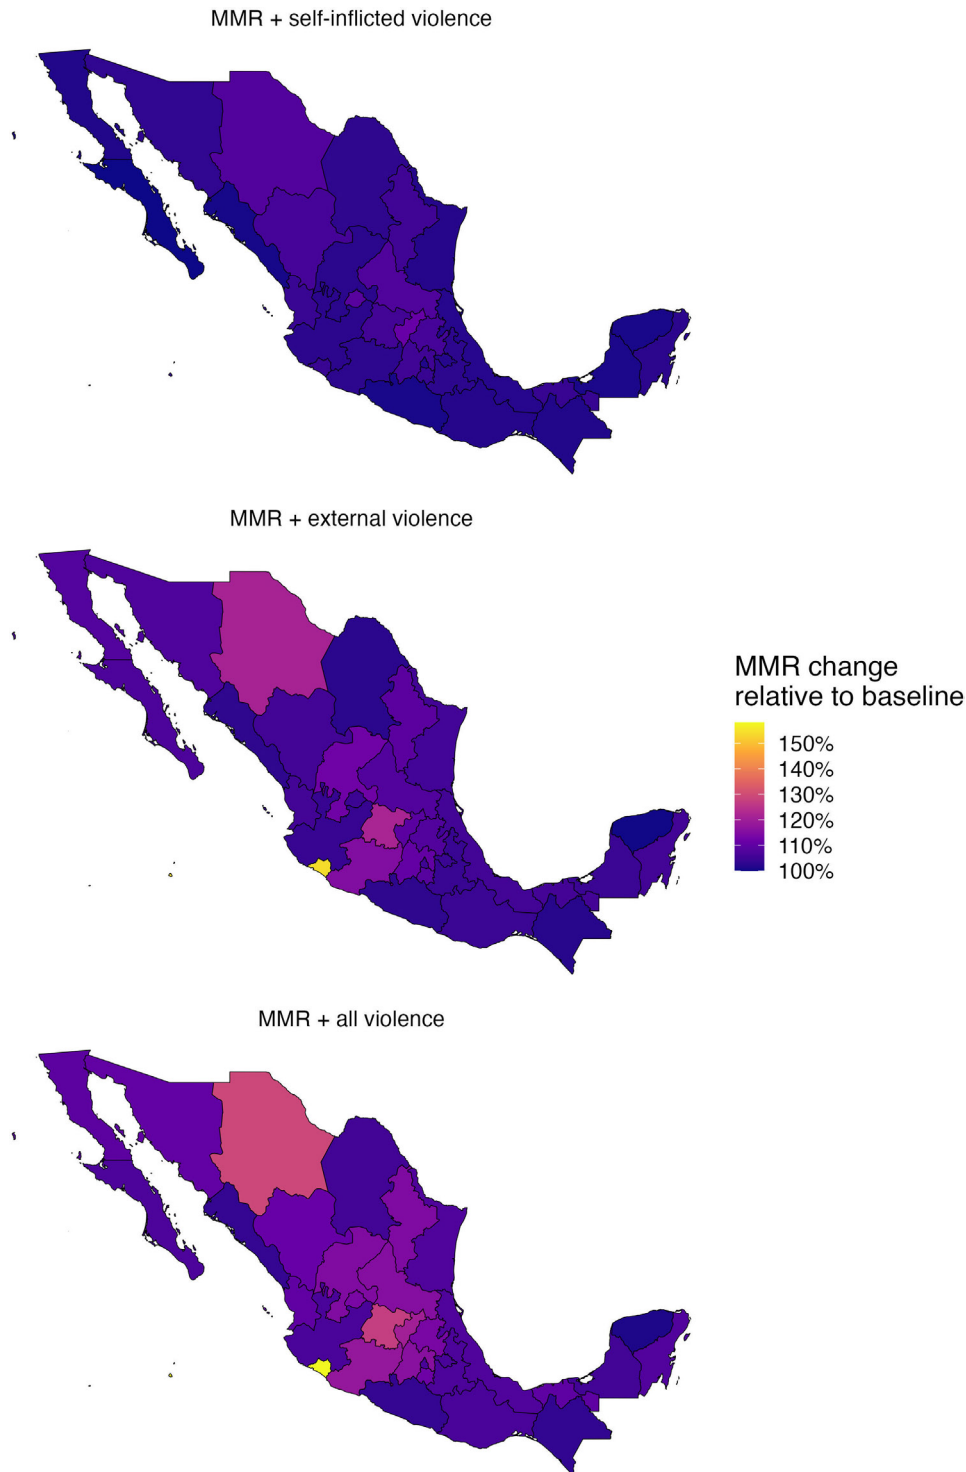 MMR + self-inflicted violence
MMR + external violence
MMR change
relative to baseline
150%
140%
130%
120%
110%
100%
MMR + all violence